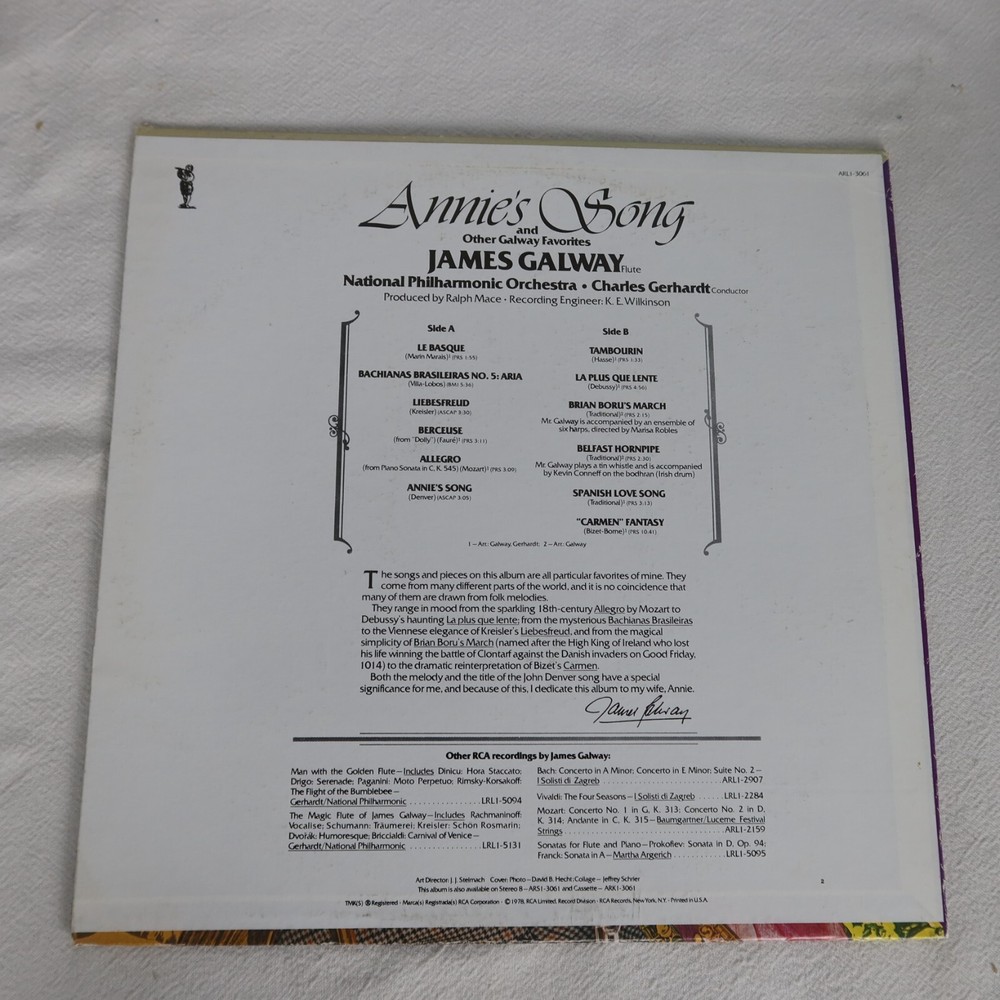 ARL1-3061
Annie's Song
and
Other Galway Favorites
JAMES GALWAY Flute
National Philharmonic Orchestra • Charles Gerhardt Conductor
Produced by Ralph Mace • Recording Engineer: K. E. Wilkinson
Side A
LE BASQUE
(Marin Marais)¹ (PRS 1:55)
BACHIANAS BRASILEIRAS NO. 5: ARIA
(Villa-Lobos) (BMI 5:36)
LIEBESFREUD
(Kreisler) (ASCAP 3:30)
BERCEUSE
(from "Dolly") (Fauré)¹ (PRS 3:11)
ALLEGRO
(from Piano Sonata in C, K. 545) (Mozart)¹ (PRS 3:09)
ANNIE'S SONG
(Denver) (ASCAP 3:05)
Side B
TAMBOURIN
(Hasse)¹ (PRS 1:33)
LA PLUS QUE LENTE
(Debussy)¹ (PRS 4:56)
BRIAN BORU'S MARCH
(Traditional)² (PRS 2:15)
Mr. Galway is accompanied by an ensemble of
six harps, directed by Marisa Robles
BELFAST HORNPIPE
(Traditional)² (PRS 2:30)
Mr. Galway plays a tin whistle and is accompanied
by Kevin Conneff on the bodhran (Irish drum)
SPANISH LOVE SONG
(Traditional)¹ (PRS 3:13)
"CARMEN" FANTASY
(Bizet-Borne)¹ (PRS 10:41)
1 – Arr: Galway, Gerhardt; 2 – Arr: Galway
The songs and pieces on this album are all particular favorites of mine. They
come from many different parts of the world, and it is no coincidence that
many of them are drawn from folk melodies.
They range in mood from the sparkling 18th-century Allegro by Mozart to
Debussy's haunting La plus que lente; from the mysterious Bachianas Brasileiras
to the Viennese elegance of Kreisler's Liebesfreud, and from the magical
simplicity of Brian Boru's March (named after the High King of Ireland who lost
his life winning the battle of Clontarf against the Danish invaders on Good Friday,
1014) to the dramatic reinterpretation of Bizet's Carmen.
Both the melody and the title of the John Denver song have a special
significance for me, and because of this, I dedicate this album to my wife, Annie.
James Galway
Other RCA recordings by James Galway:
Man with the Golden Flute—Includes Dinicu: Hora Staccato;
Drigo: Serenade; Paganini: Moto Perpetuo; Rimsky-Korsakoff:
The Flight of the Bumblebee—
Gerhardt/National Philharmonic . . . . . . . . . . . . . . LRL1-5094
The Magic Flute of James Galway—Includes Rachmaninoff:
Vocalise; Schumann: Träumerei; Kreisler: Schön Rosmarin;
Dvořák: Humoresque; Briccialdi: Carnival of Venice—
Gerhardt/National Philharmonic . . . . . . . . . . . . . . LRL1-5131
Bach: Concerto in A Minor; Concerto in E Minor; Suite No. 2—
I Solisti di Zagreb . . . . . . . . . . . . . . . . . . . . . ARL1-2907
Vivaldi: The Four Seasons—I Solisti di Zagreb . . . . . . LRL1-2284
Mozart: Concerto No. 1 in G, K. 313; Concerto No. 2 in D,
K. 314; Andante in C, K. 315—Baumgartner/Lucerne Festival
Strings . . . . . . . . . . . . . . . . . . . . . . . . . . . ARL1-2159
Sonatas for Flute and Piano—Prokofiev: Sonata in D, Op. 94;
Franck: Sonata in A—Martha Argerich . . . . . . . . . . . LRL1-5095
Art Director: J. J. Stelmach Cover: Photo—David B. Hecht; Collage—Jeffrey Schrier
This album is also available on Stereo 8—ARS1-3061 and Cassette—ARK1-3061
2
TMK(S) ® Registered • Marca(s) Registrada(s) RCA Corporation • © 1978, RCA Limited, Record Division • RCA Records, New York, N.Y. • Printed in U.S.A.